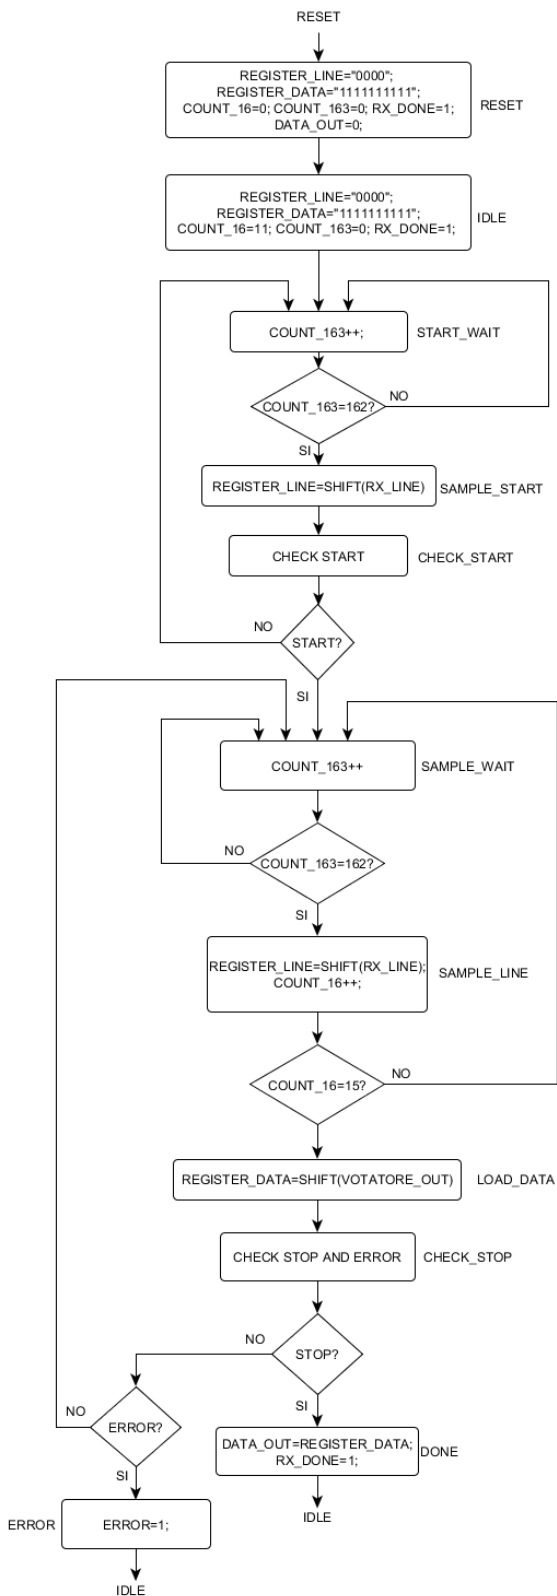 RESET
REGISTER_LINE="0000";
REGISTER_DATA="1111111111";
COUNT_16=0; COUNT_163=0; RX_DONE=1;
DATA_OUT=0;
RESET
REGISTER_LINE="0000";
REGISTER_DATA="1111111111";
COUNT_16=11; COUNT_163=0; RX_DONE=1;
IDLE
COUNT_163++;
START_WAIT
COUNT_163=162?
NO
SI
REGISTER_LINE=SHIFT(RX_LINE)
SAMPLE_START
CHECK START
CHECK_START
NO
START?
SI
COUNT_163++
SAMPLE_WAIT
NO
COUNT_163=162?
SI
REGISTER_LINE=SHIFT(RX_LINE);
COUNT_16++;
SAMPLE_LINE
COUNT_16=15?
NO
REGISTER_DATA=SHIFT(VOTATORE_OUT)
LOAD_DATA
CHECK STOP AND ERROR
CHECK_STOP
NO
STOP?
SI
NO
ERROR?
DATA_OUT=REGISTER_DATA;
RX_DONE=1;
DONE
SI
ERROR
ERROR=1;
IDLE
IDLE